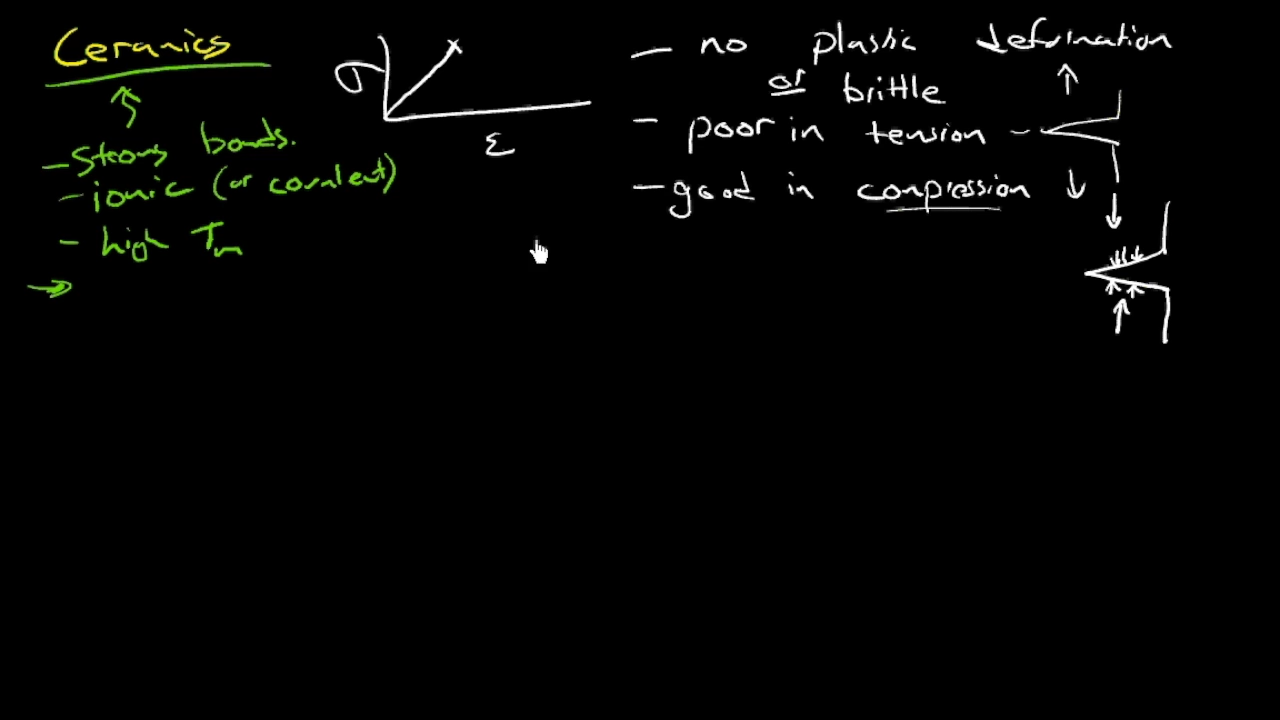 Ceramics
- Strong bonds.
- ionic (or covalent)
- high Tm
σ
ε
- no plastic deformation
or brittle
- poor in tension -
- good in compression ↓